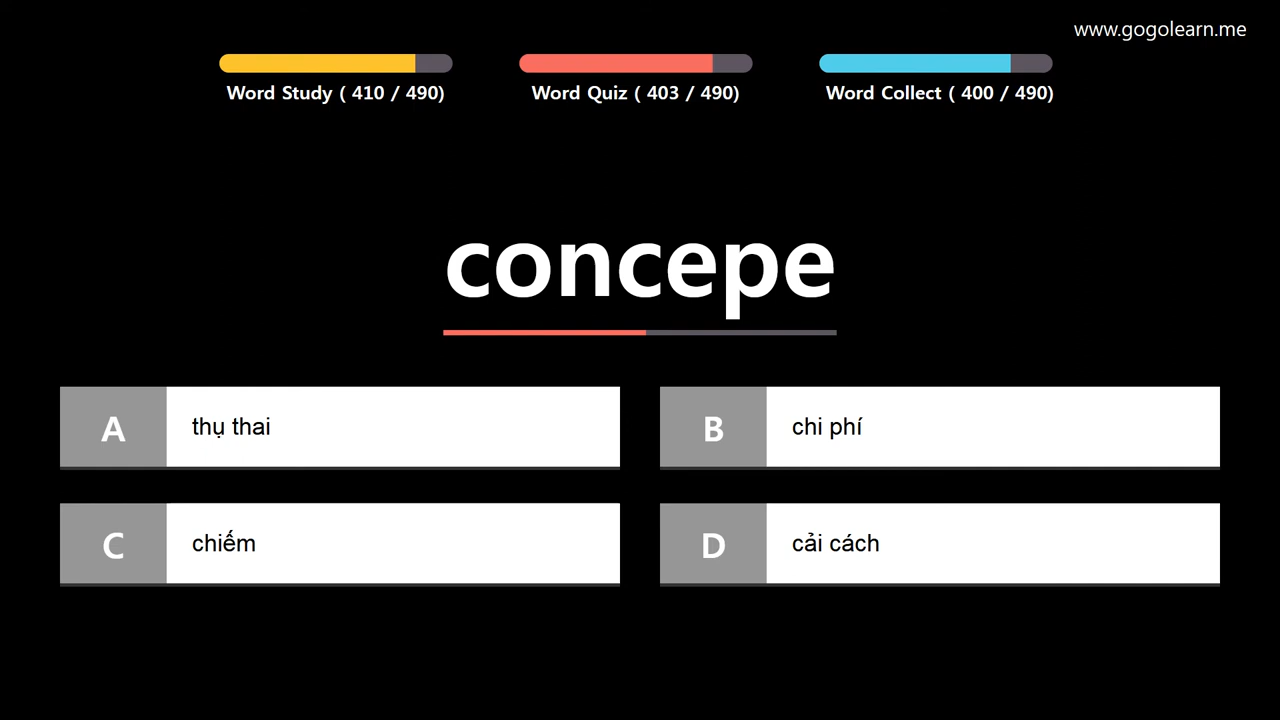 www.gogolearn.me
Word Study ( 410 / 490)
Word Quiz ( 403 / 490)
Word Collect ( 400 / 490)
concepe
A thụ thai
B chi phí
C chiếm
D cải cách